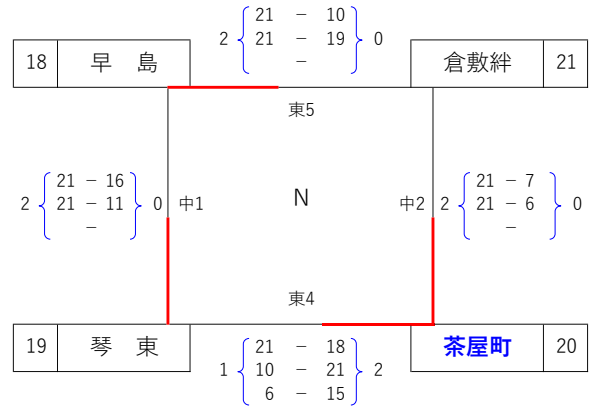 21 － 10
2 21 － 19 0
－
18 早 島
倉敷絆 21
東5
21 － 16
2 21 － 11 0
－
中1
N
中2
21 － 7
2 21 － 6 0
－
東4
19 琴 東
茶屋町 20
21 － 18
1 10 － 21 2
6 － 15